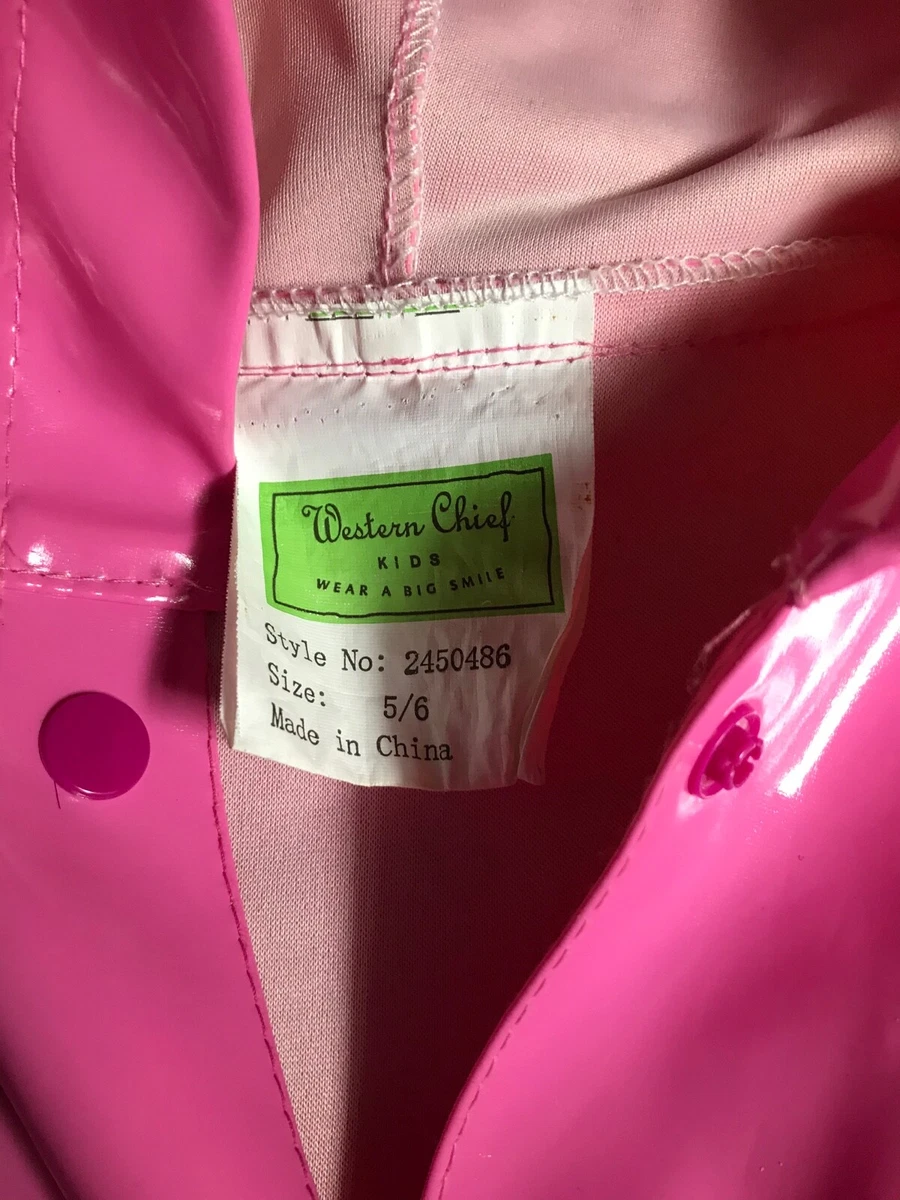 Western Chief
KIDS
WEAR A BIG SMILE
Style No: 2450486
Size: 5/6
Made in China